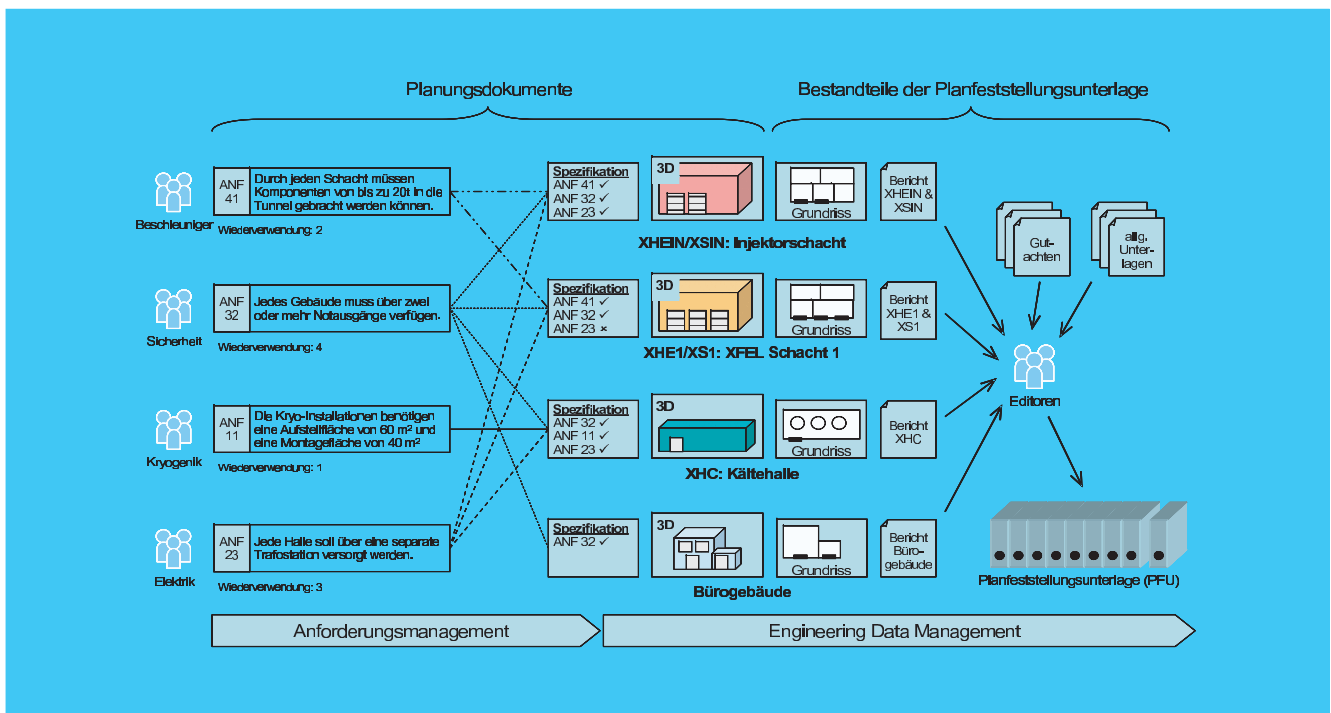 Planungsdokumente
Bestandteile der Planfeststellungsunterlage
Beschleuniger
ANF
41
Durch jeden Schacht müssen
Komponenten von bis zu 20t in die
Tunnel gebracht werden können.
Wiederverwendung: 2
Spezifikation
ANF 41 ✓
ANF 32 ✓
ANF 23 ✓
3D
Grundriss
Bericht
XHEIN &
XSIN
XHEIN/XSIN: Injektorschacht
Gut-
achten
allg.
Unter-
lagen
Sicherheit
ANF
32
Jedes Gebäude muss über zwei
oder mehr Notausgänge verfügen.
Wiederverwendung: 4
Spezifikation
ANF 41 ✓
ANF 32 ✓
ANF 23 ×
3D
Grundriss
Bericht
XHE1 &
XS1
XHE1/XS1: XFEL Schacht 1
Editoren
Kryogenik
ANF
11
Die Kryo-Installationen benötigen
eine Aufstellfläche von 60 m² und
eine Montagefläche von 40 m²
Wiederverwendung: 1
Spezifikation
ANF 32 ✓
ANF 11 ✓
ANF 23 ✓
3D
Grundriss
Bericht
XHC
XHC: Kältehalle
Elektrik
ANF
23
Jede Halle soll über eine separate
Trafostation versorgt werden.
Wiederverwendung: 3
Spezifikation
ANF 32 ✓
3D
Grundriss
Bericht
Büro-
gebäude
Bürogebäude
Planfeststellungsunterlage (PFU)
Anforderungsmanagement
Engineering Data Management